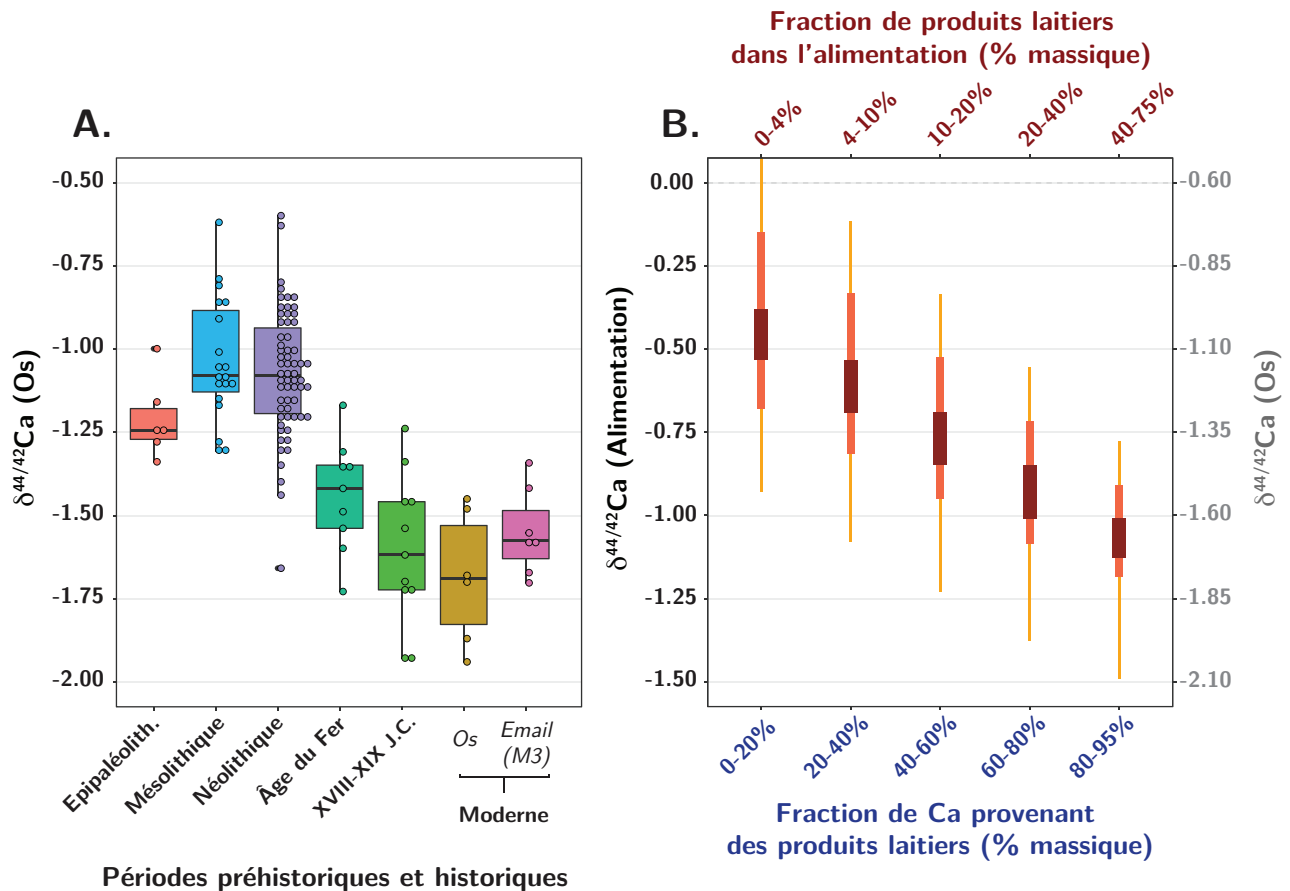 Fraction de produits laitiers
dans l'alimentation (% massique)
A.
B.
0-4%
4-10%
10-20%
20-40%
40-75%
-0.50
-0.75
-1.00
-1.25
-1.50
-1.75
-2.00
δ44/42Ca (Os)
0.00
-0.25
-0.50
-0.75
-1.00
-1.25
-1.50
δ44/42Ca (Alimentation)
-0.60
-0.85
-1.10
-1.35
-1.60
-1.85
-2.10
δ44/42Ca (Os)
Epipaléolith.
Mésolithique
Néolithique
Âge du Fer
XVIII-XIX J.C.
Os
Email
(M3)
Moderne
Périodes préhistoriques et historiques
0-20%
20-40%
40-60%
60-80%
80-95%
Fraction de Ca provenant
des produits laitiers (% massique)